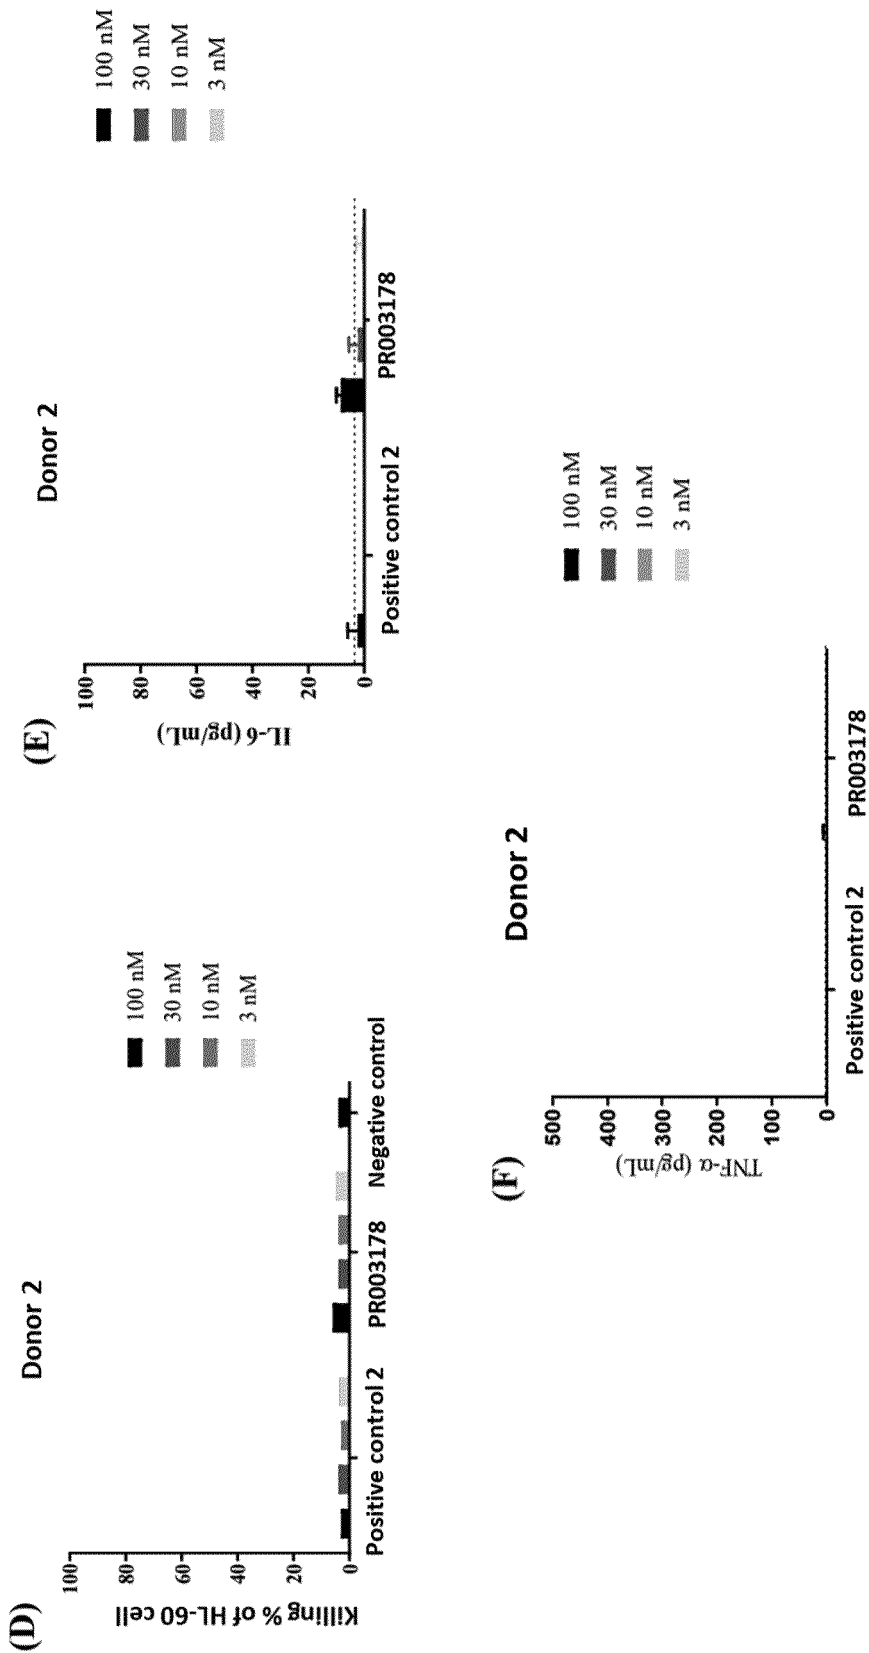 (D)
Donor 2
Killing % of HL-60 cell
100
80
60
40
20
0
Positive control 2
PR003178
Negative control
100 nM
30 nM
10 nM
3 nM
(E)
Donor 2
IL-6 (pg/mL)
100
80
60
40
20
0
Positive control 2
PR003178
100 nM
30 nM
10 nM
3 nM
(F)
Donor 2
TNF-α (pg/mL)
500
400
300
200
100
0
Positive control 2
PR003178
100 nM
30 nM
10 nM
3 nM